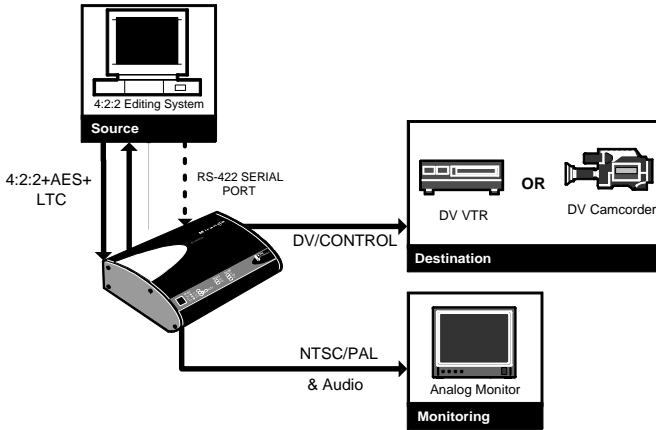 4:2:2 Editing System
Source
4:2:2+AES+
LTC
RS-422 SERIAL
PORT
DV/CONTROL
DV VTR
OR
DV Camcorder
Destination
NTSC/PAL
& Audio
Analog Monitor
Monitoring